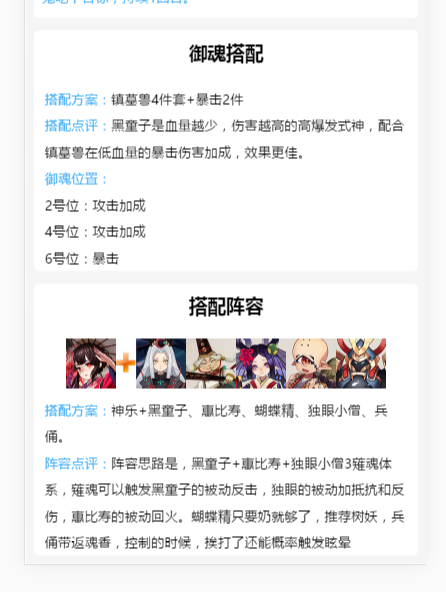 御魂搭配
搭配方案：镇墓兽4件套+暴击2件
搭配点评：黑童子是血量越少，伤害越高的高爆发式神，配合
镇墓兽在低血量的暴击伤害加成，效果更佳。
御魂位置：
2号位：攻击加成
4号位：攻击加成
6号位：暴击
搭配阵容
搭配方案：神乐+黑童子、惠比寿、蝴蝶精、独眼小僧、兵
俑。
阵容点评：阵容思路是，黑童子+惠比寿+独眼小僧3薙魂体
系，薙魂可以触发黑童子的被动反击，独眼的被动加抵抗和反
伤，惠比寿的被动回火。蝴蝶精只要奶就够了，推荐树妖，兵
俑带返魂香，控制的时候，挨打了还能概率触发眩晕